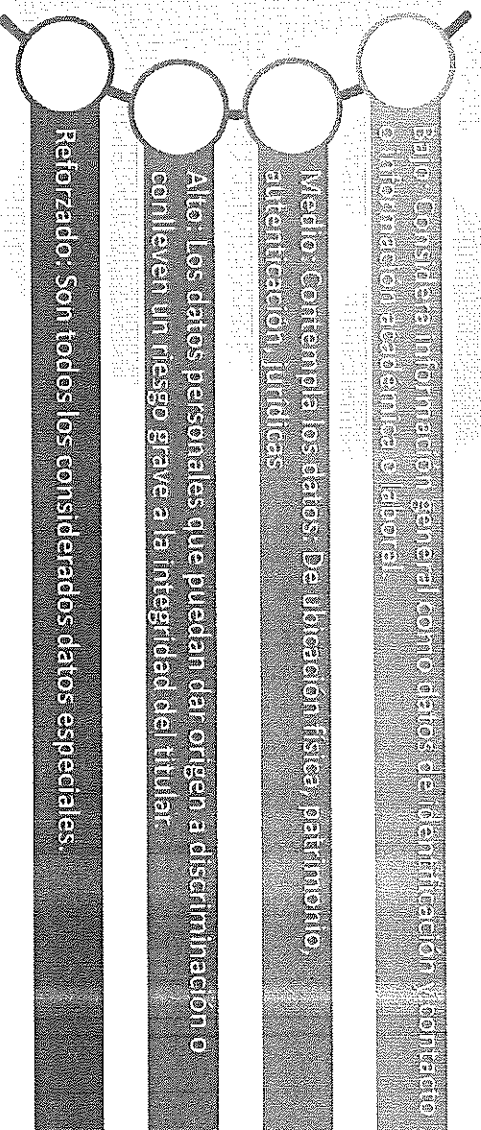 Bajo: Considera información general como datos de identificación y contacto
o información académica o laboral.
Medio: Contempla los datos: De ubicación física, patrimonio,
autenticación, jurídicas
Alto: Los datos personales que puedan dar origen a discriminación o
conlleven un riesgo grave a la integridad del titular.
Reforzado: Son todos los considerados datos especiales.